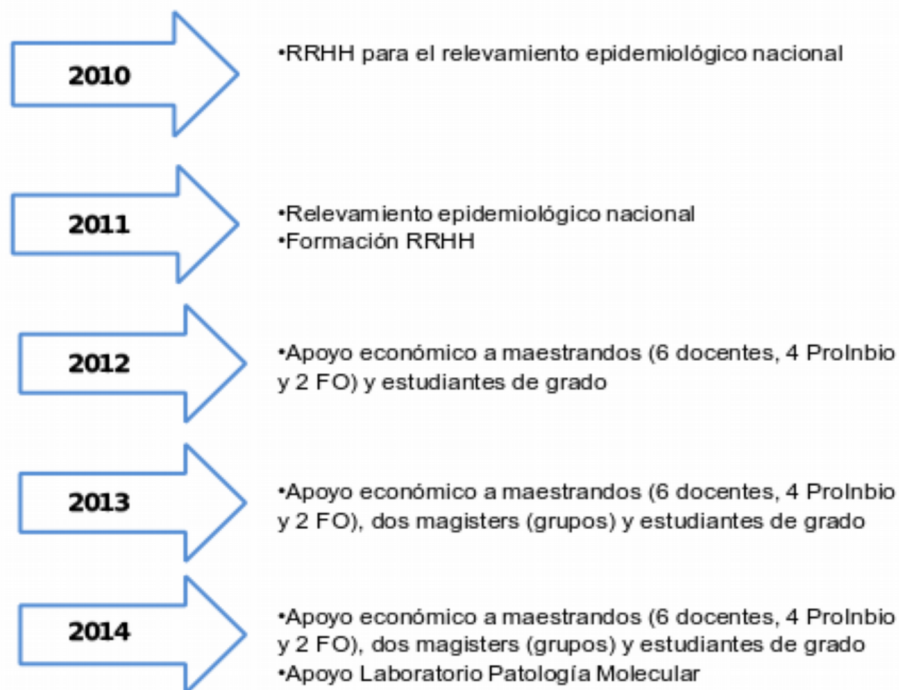 2010
•RRHH para el relevamiento epidemiológico nacional
2011
•Relevamiento epidemiológico nacional
•Formación RRHH
2012
•Apoyo económico a maestrandos (6 docentes, 4 ProInbio
y 2 FO) y estudiantes de grado
2013
•Apoyo económico a maestrandos (6 docentes, 4 ProInbio
y 2 FO), dos magisters (grupos) y estudiantes de grado
2014
•Apoyo económico a maestrandos (6 docentes, 4 ProInbio
y 2 FO), dos magisters (grupos) y estudiantes de grado
•Apoyo Laboratorio Patología Molecular